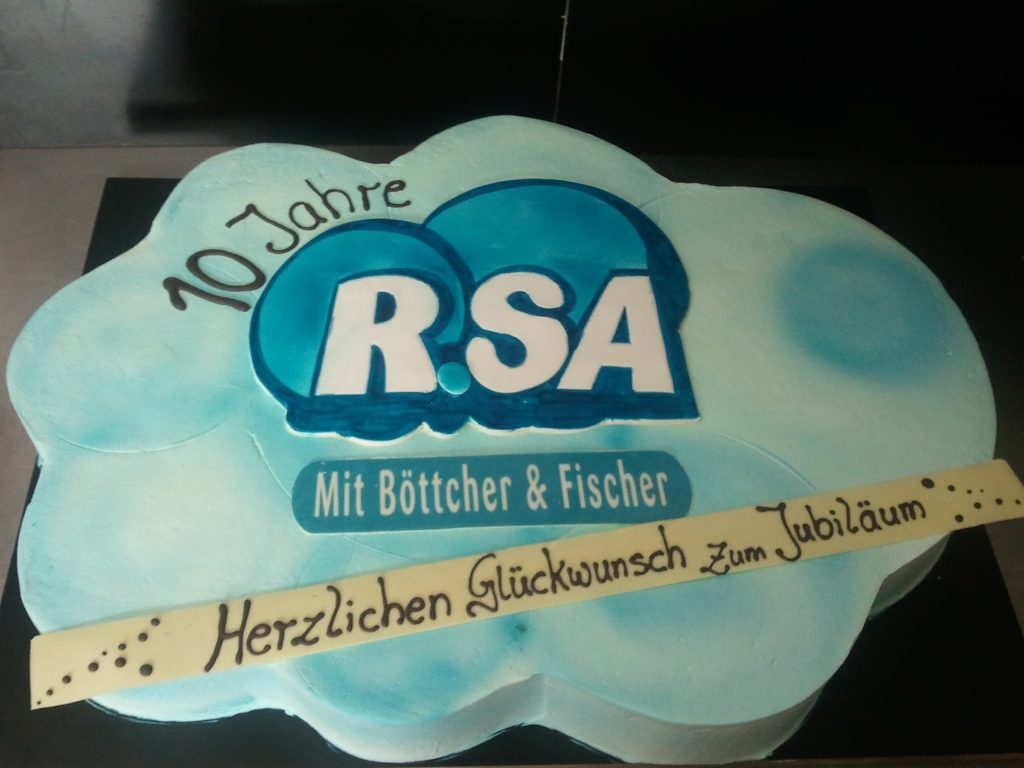 10 Jahre
R.SA
Mit Böttcher & Fischer
Herzlichen Glückwunsch zum Jubiläum